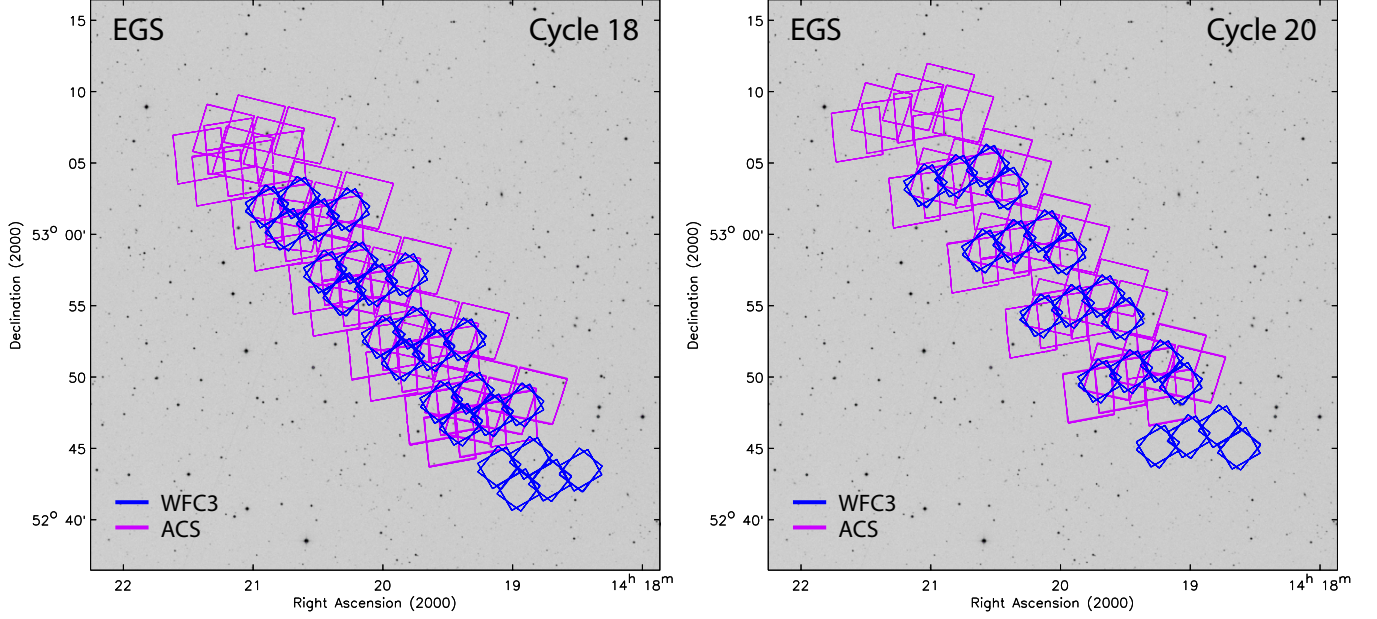 EGS Cycle 18
15
10
05
53° 00'
55
50
45
52° 40'
Declination (2000)
WFC3
ACS
22 21 20 19 14h 18m
Right Ascension (2000)
EGS Cycle 20
15
10
05
53° 00'
55
50
45
52° 40'
Declination (2000)
WFC3
ACS
22 21 20 19 14h 18m
Right Ascension (2000)